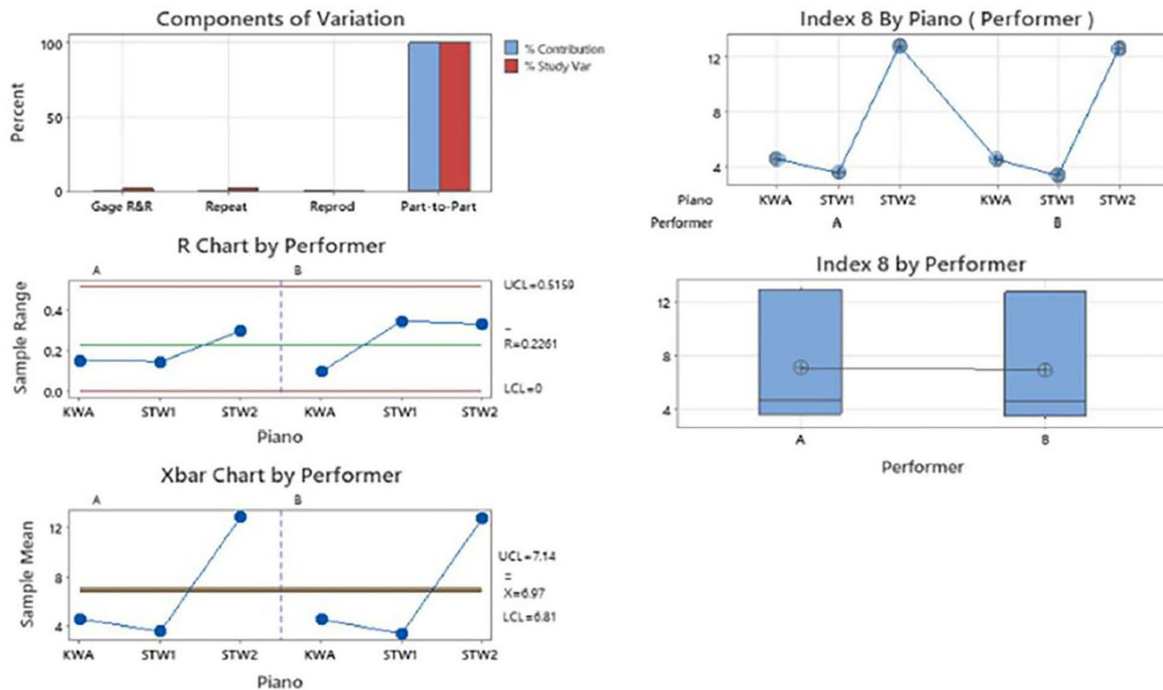 Components of Variation
Percent
100
50
0
Gage R&R Repeat Reprod Part-to-Part
% Contribution
% Study Var
R Chart by Performer
A B
Sample Range
0.4
0.2
0.0
UCL=0.5159
_
R=0.2261
LCL=0
KWA STW1 STW2 KWA STW1 STW2
Piano
Xbar Chart by Performer
A B
Sample Mean
12
8
4
UCL=7.14
=
X=6.97
LCL=6.81
KWA STW1 STW2 KWA STW1 STW2
Piano
Index 8 By Piano ( Performer )
12
8
4
Piano KWA STW1 STW2 KWA STW1 STW2
Performer A B
Index 8 by Performer
12
8
4
A B
Performer